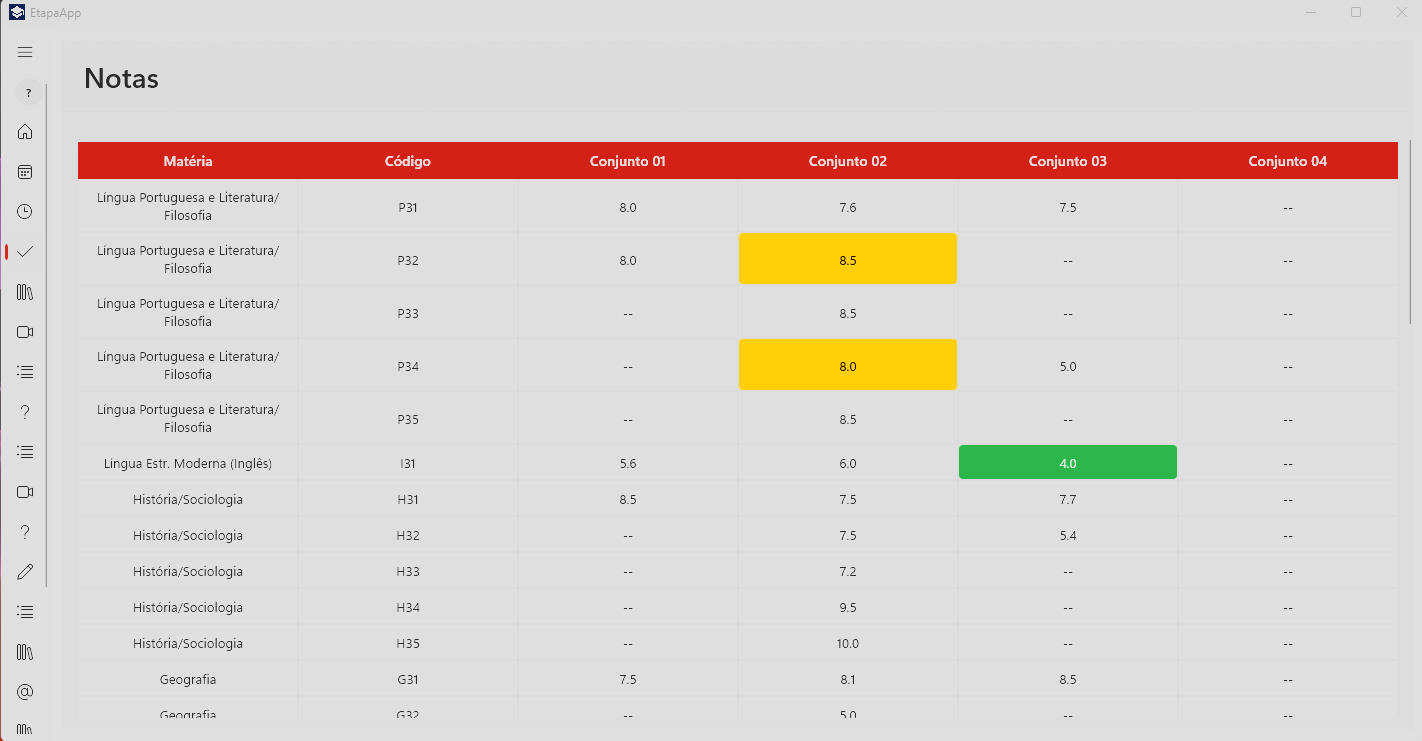 EtapaApp
Notas
Matéria Código Conjunto 01 Conjunto 02 Conjunto 03 Conjunto 04
Língua Portuguesa e Literatura/
Filosofia P31 8.0 7.6 7.5 --
Língua Portuguesa e Literatura/
Filosofia P32 8.0 8.5 -- --
Língua Portuguesa e Literatura/
Filosofia P33 -- 8.5 -- --
Língua Portuguesa e Literatura/
Filosofia P34 -- 8.0 5.0 --
Língua Portuguesa e Literatura/
Filosofia P35 -- 8.5 -- --
Língua Estr. Moderna (Inglês) I31 5.6 6.0 4.0 --
História/Sociologia H31 8.5 7.5 7.7 --
História/Sociologia H32 -- 7.5 5.4 --
História/Sociologia H33 -- 7.2 -- --
História/Sociologia H34 -- 9.5 -- --
História/Sociologia H35 -- 10.0 -- --
Geografia G31 7.5 8.1 8.5 --
Geografia G32 -- 5.0 -- --